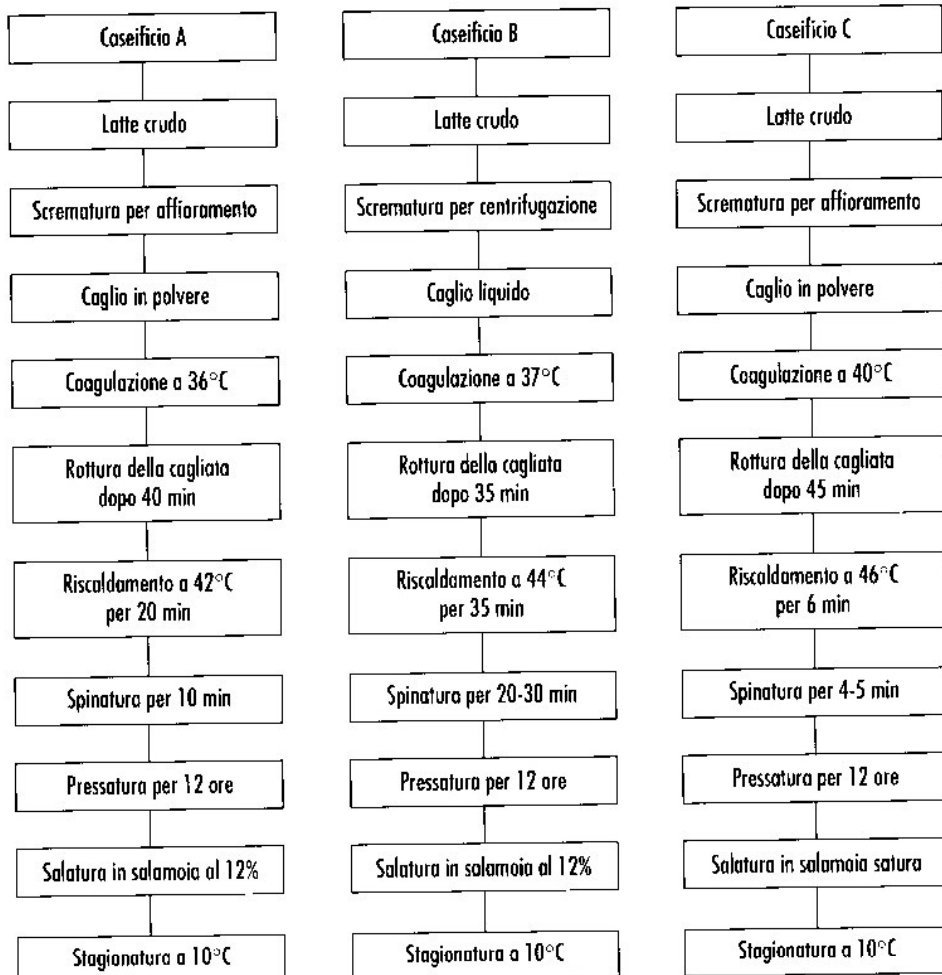 Caseificio A
Latte crudo
Scrematura per affioramento
Caglio in polvere
Coagulazione a 36°C
Rottura della cagliata
dopo 40 min
Riscaldamento a 42°C
per 20 min
Spinatura per 10 min
Pressatura per 12 ore
Salatura in salamoia al 12%
Stagionatura a 10°C
Caseificio B
Latte crudo
Scrematura per centrifugazione
Caglio liquido
Coagulazione a 37°C
Rottura della cagliata
dopo 35 min
Riscaldamento a 44°C
per 35 min
Spinatura per 20-30 min
Pressatura per 12 ore
Salatura in salamoia al 12%
Stagionatura a 10°C
Caseificio C
Latte crudo
Scrematura per affioramento
Caglio in polvere
Coagulazione a 40°C
Rottura della cagliata
dopo 45 min
Riscaldamento a 46°C
per 6 min
Spinatura per 4-5 min
Pressatura per 12 ore
Salatura in salamoia satura
Stagionatura a 10°C